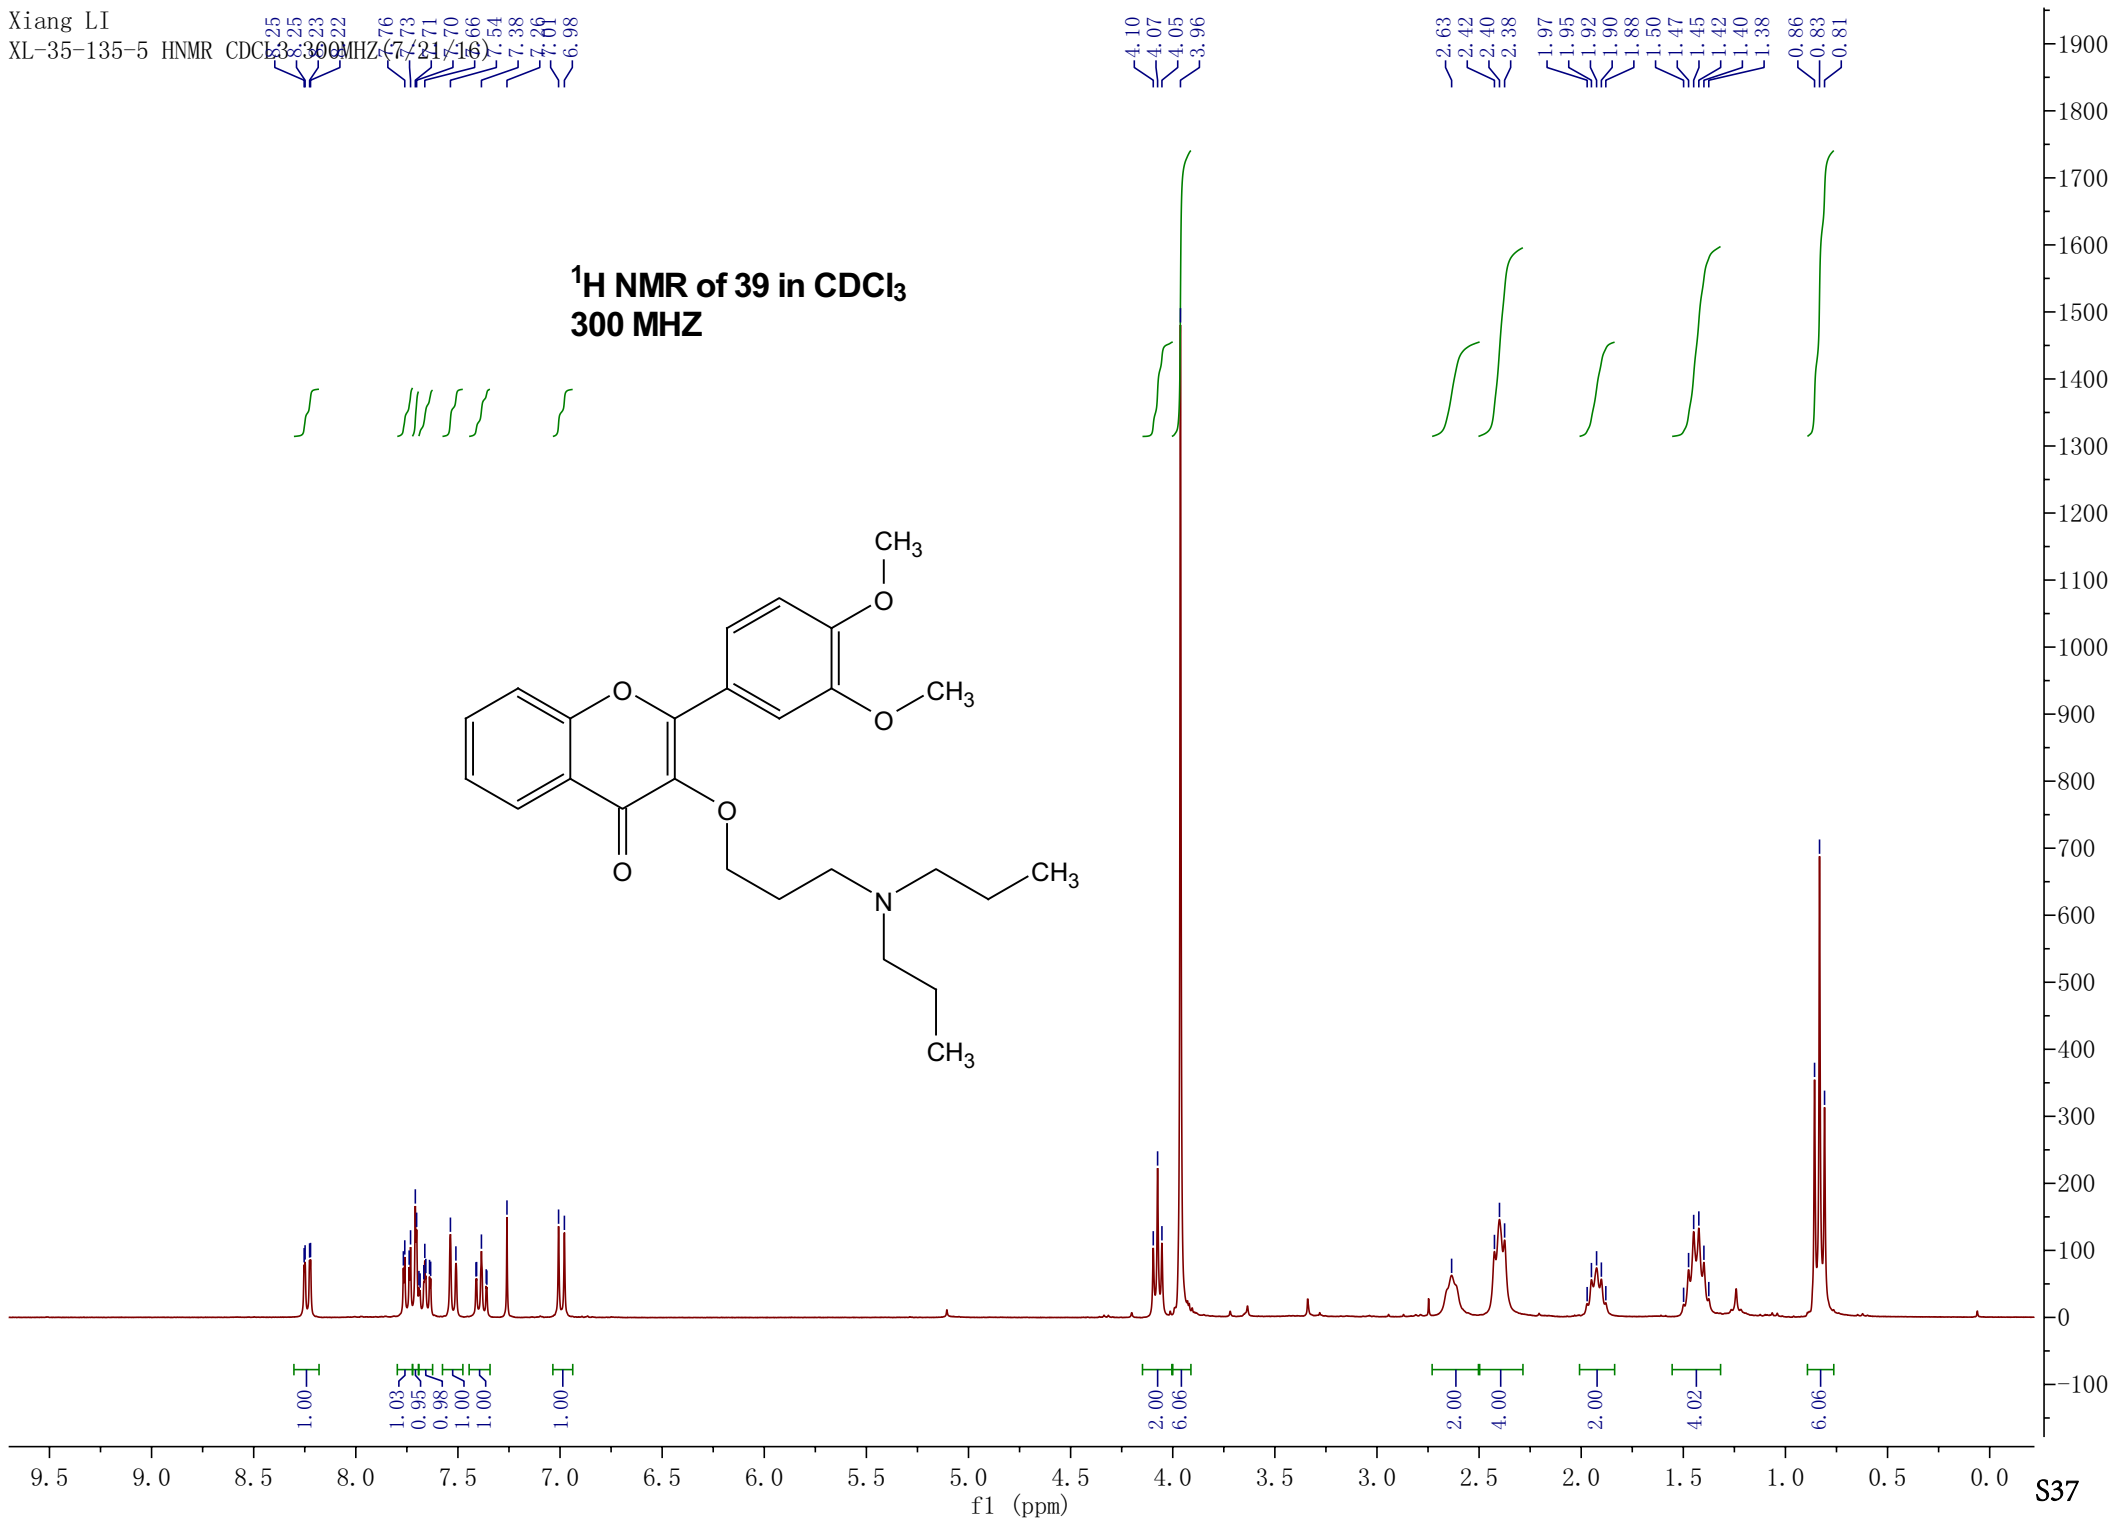 Xiang LI
XL-35-135-5 HNMR CDCL3 300MHZ(7/21/16)
8.25 8.25 8.23 8.22 7.76 7.73 7.71 7.70 7.66 7.54 7.38 7.26 7.01 6.98 4.10 4.07 4.05 3.96 2.63 2.42 2.40 2.38 1.97 1.95 1.92 1.90 1.88 1.50 1.47 1.45 1.42 1.40 1.38 0.86 0.83 0.81
1900
1800
1700
1600
1500
1400
1300
1200
1100
1000
900
800
700
600
500
400
300
200
100
0
-100
¹H NMR of 39 in CDCl₃
300 MHZ
CH₃
O
O
CH₃
O
O
O
CH₃
N
CH₃
1.00 1.03 0.95 0.98 1.00 1.00 1.00 2.00 6.06 2.00 4.00 2.00 4.02 6.06
9.5 9.0 8.5 8.0 7.5 7.0 6.5 6.0 5.5 5.0 4.5 4.0 3.5 3.0 2.5 2.0 1.5 1.0 0.5 0.0
f1 (ppm)
S37